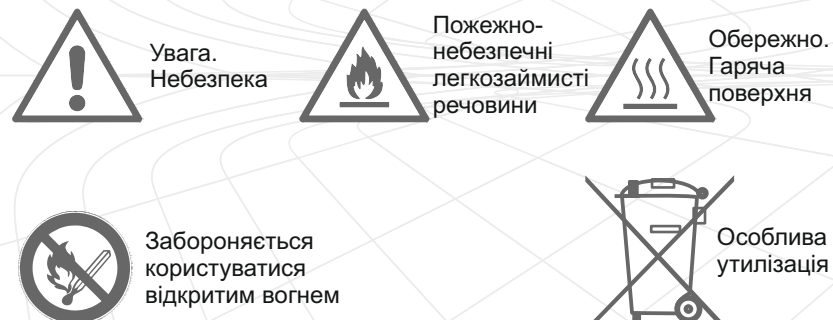 Увага.
Небезпека
Пожежно-
небезпечні
легкозаймисті
речовини
Обережно.
Гаряча
поверхня
Забороняється
користуватися
відкритим вогнем
Особлива
утилізація